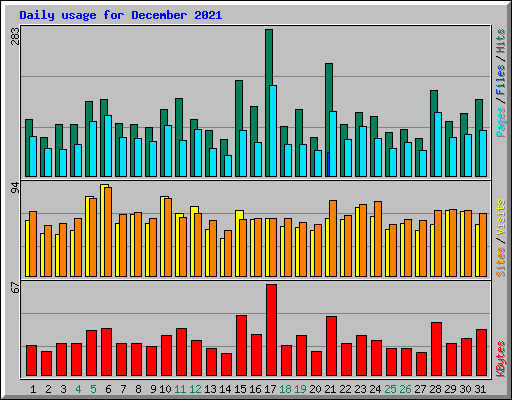 Daily usage for December 2021
283
Pages / Files / Hits
94
Sites / Visits
67
KBytes
1 2 3 4 5 6 7 8 9 10 11 12 13 14 15 16 17 18 19 20 21 22 23 24 25 26 27 28 29 30 31